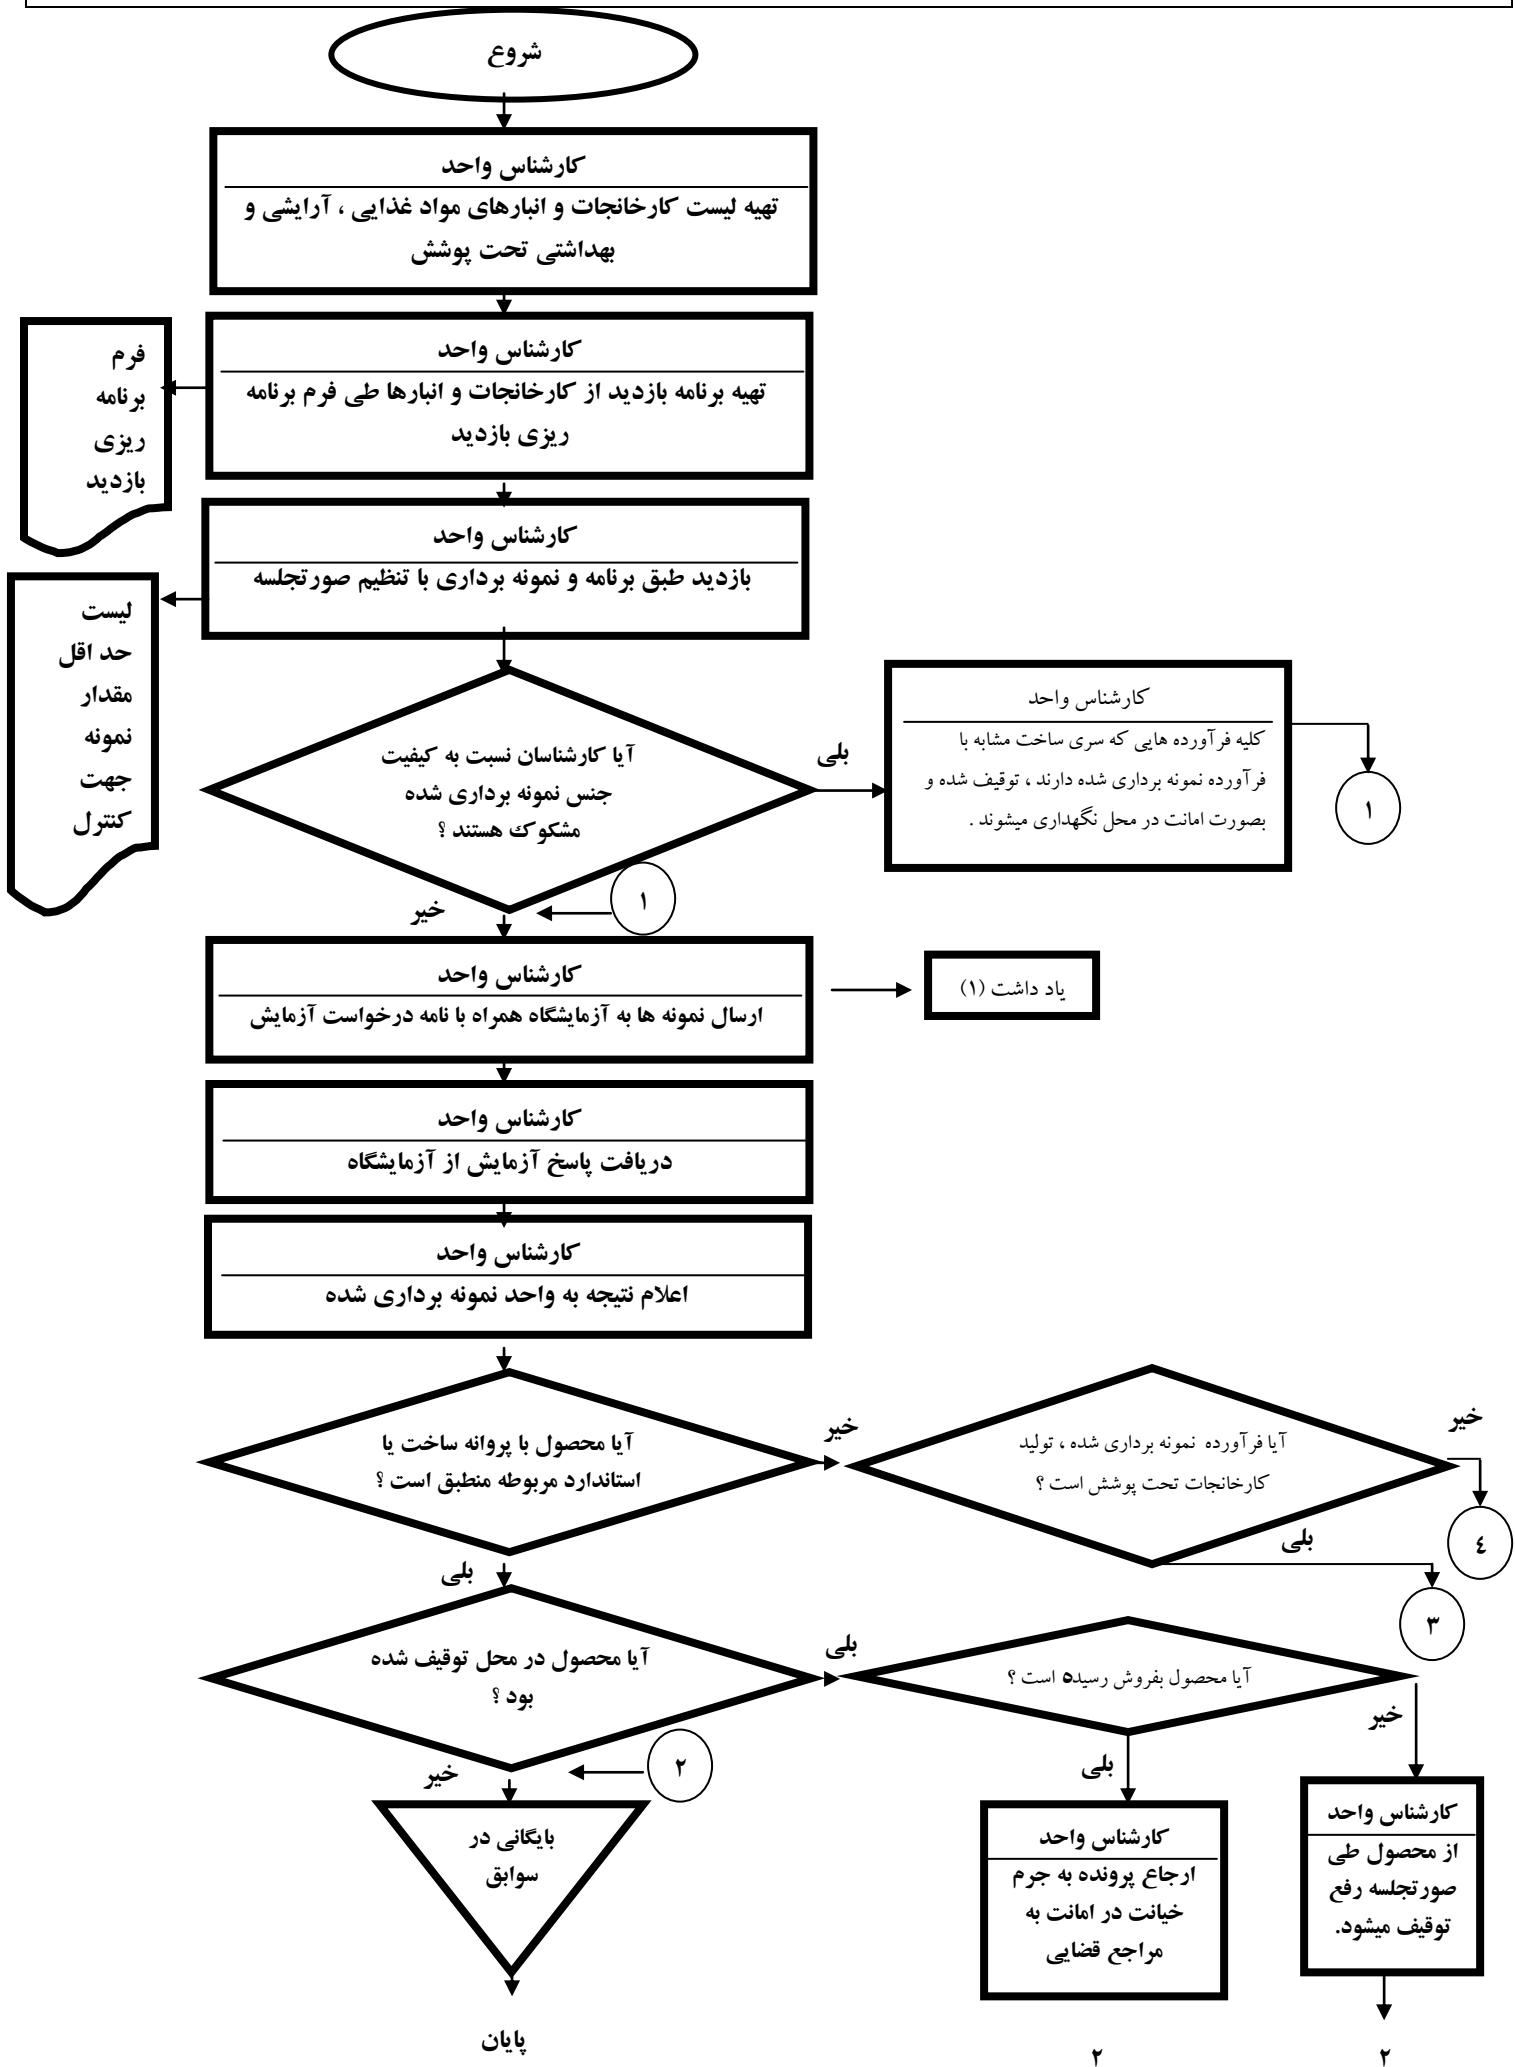 شروع
کارشناس واحد
تهیه لیست کارخانجات و انبارهای مواد غذایی ، آرایشی و
بهداشتی تحت پوشش
کارشناس واحد
تهیه برنامه بازدید از کارخانجات و انبارها طی فرم برنامه
ریزی بازدید
فرم
برنامه
ریزی
بازدید
کارشناس واحد
بازدید طبق برنامه و نمونه برداری با تنظیم صورتجلسه
لیست
حد اقل
مقدار
نمونه
جهت
کنترل
آیا کارشناسان نسبت به کیفیت
جنس نمونه برداری شده
مشکوک هستند ؟
بلی
کارشناس واحد
کلیه فرآورده هایی که سری ساخت مشابه با
فرآورده نمونه برداری شده دارند ، توقیف شده و
بصورت امانت در محل نگهداری میشوند .
۱
خیر
۱
کارشناس واحد
ارسال نمونه ها به آزمایشگاه همراه با نامه درخواست آزمایش
یاد داشت (۱)
کارشناس واحد
دریافت پاسخ آزمایش از آزمایشگاه
کارشناس واحد
اعلام نتیجه به واحد نمونه برداری شده
آیا محصول با پروانه ساخت یا
استاندارد مربوطه منطبق است ؟
خیر
آیا فرآورده نمونه برداری شده ، تولید
کارخانجات تحت پوشش است ؟
خیر
٤
بلی
۳
بلی
آیا محصول در محل توقیف شده
بود ؟
بلی
آیا محصول بفروش رسیده است ؟
خیر
بلی
خیر
۲
بایگانی در
سوابق
کارشناس واحد
ارجاع پرونده به جرم
خیانت در امانت به
مراجع قضایی
کارشناس واحد
از محصول طی
صورتجلسه رفع
توقیف میشود.
پایان
۲
۲